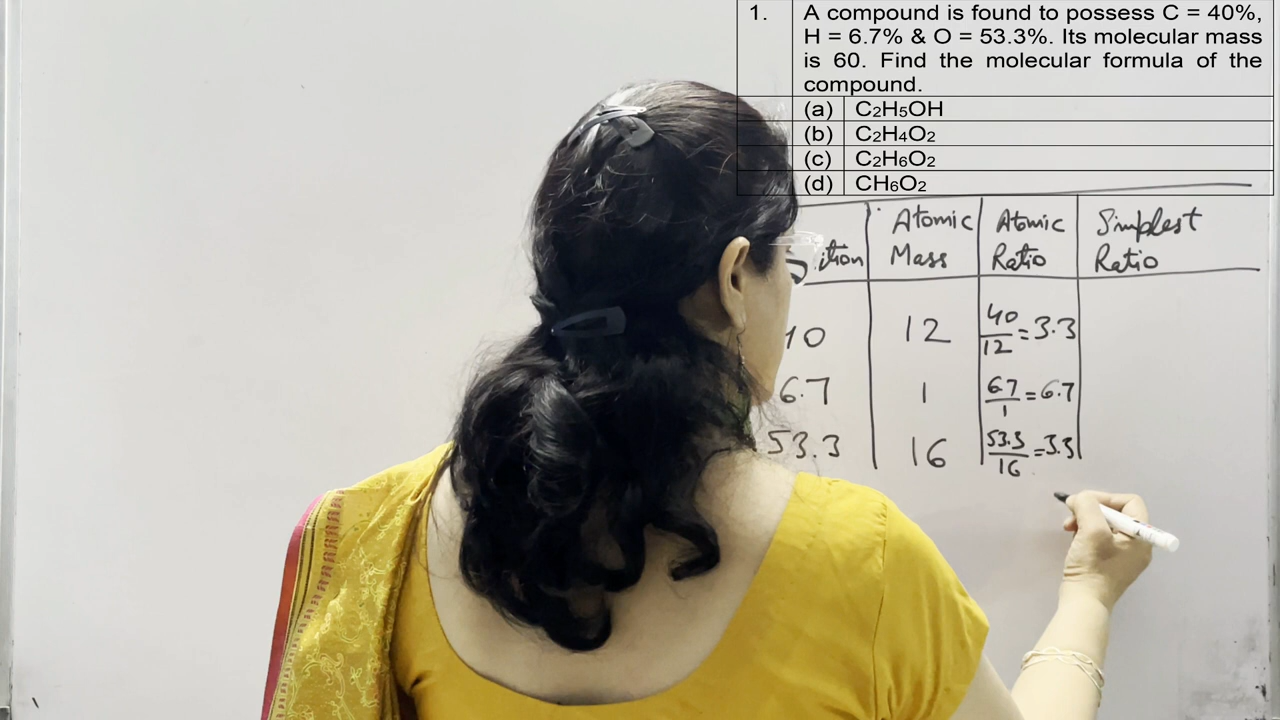 1. A compound is found to possess C = 40%,
H = 6.7% & O = 53.3%. Its molecular mass
is 60. Find the molecular formula of the
compound.
(a) C₂H₅OH
(b) C₂H₄O₂
(c) C₂H₆O₂
(d) CH₆O₂
ition Atomic Mass Atomic Ratio Simplest Ratio
40 12 40/12 = 3.3
6.7 1 6.7/1 = 6.7
53.3 16 53.3/16 = 3.3